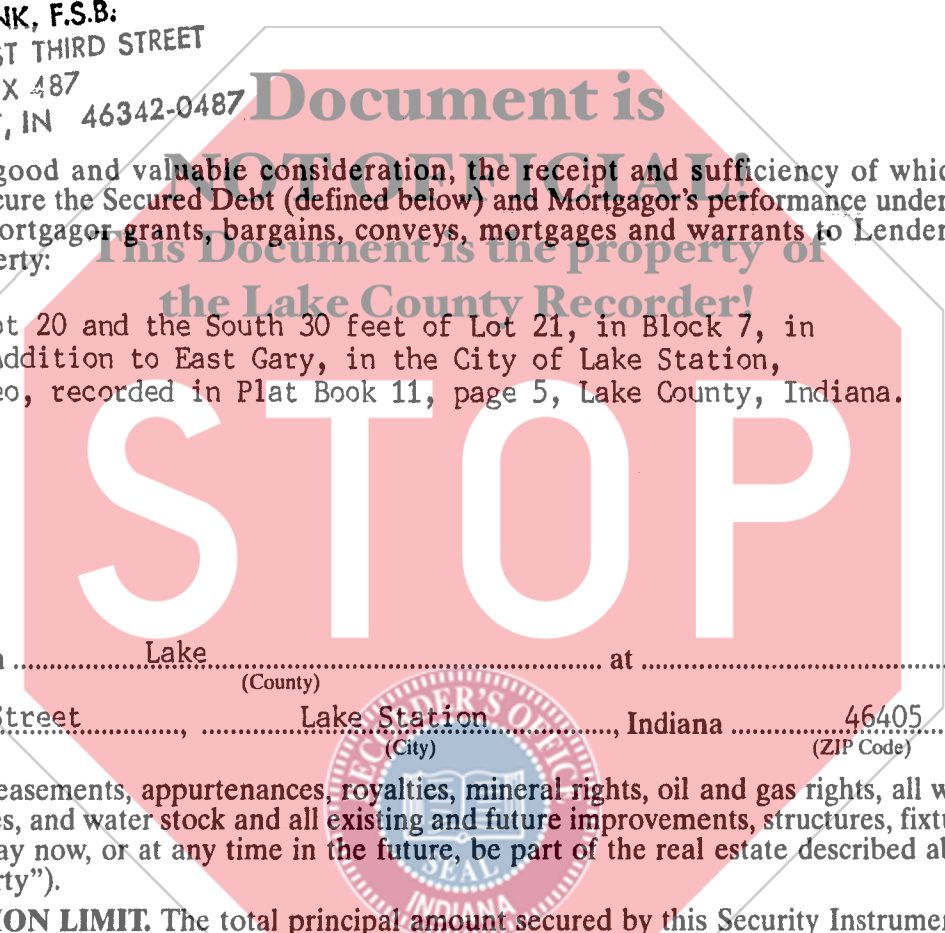 NK, F.S.B.
ST THIRD STREET
X 487
, IN 46342-0487
Document is
NOT OFFICIAL!
good and valuable consideration, the receipt and sufficiency of whic
cure the Secured Debt (defined below) and Mortgagor's performance under
ortgagor grants, bargains, conveys, mortgages and warrants to Lender
This Document is the property of
erty:
the Lake County Recorder!
ot 20 and the South 30 feet of Lot 21, in Block 7, in
Addition to East Gary, in the City of Lake Station,
eo, recorded in Plat Book 11, page 5, Lake County, Indiana.
STOP
Lake at
(County)
Street, Lake Station, Indiana 46405
(City) (ZIP Code)
RECORDER'S OFFICE
easements, appurtenances, royalties, mineral rights, oil and gas rights, all w
es, and water stock and all existing and future improvements, structures, fixtu
ay now, or at any time in the future, be part of the real estate described ab
rty").
SEAL
INDIANA
ION LIMIT. The total principal amount secured by this Security Instrume